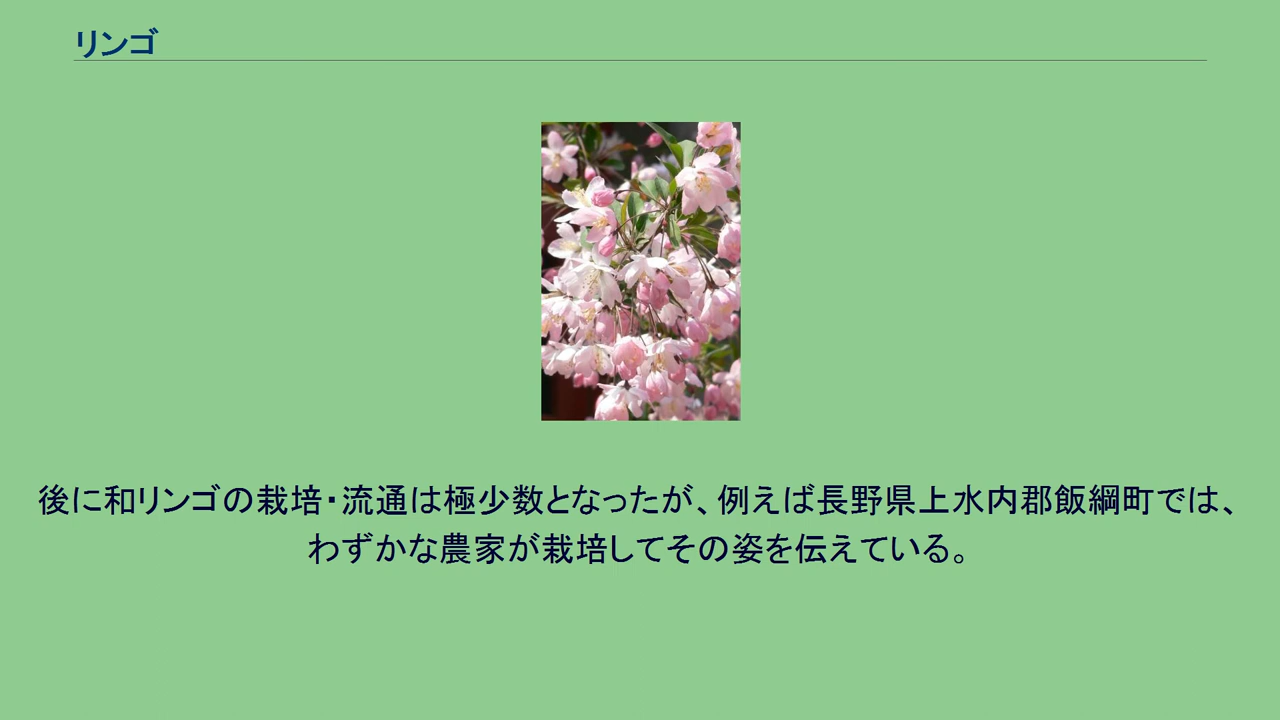 リンゴ
後に和リンゴの栽培・流通は極少数となったが、例えば長野県上水内郡飯綱町では、
わずかな農家が栽培してその姿を伝えている。